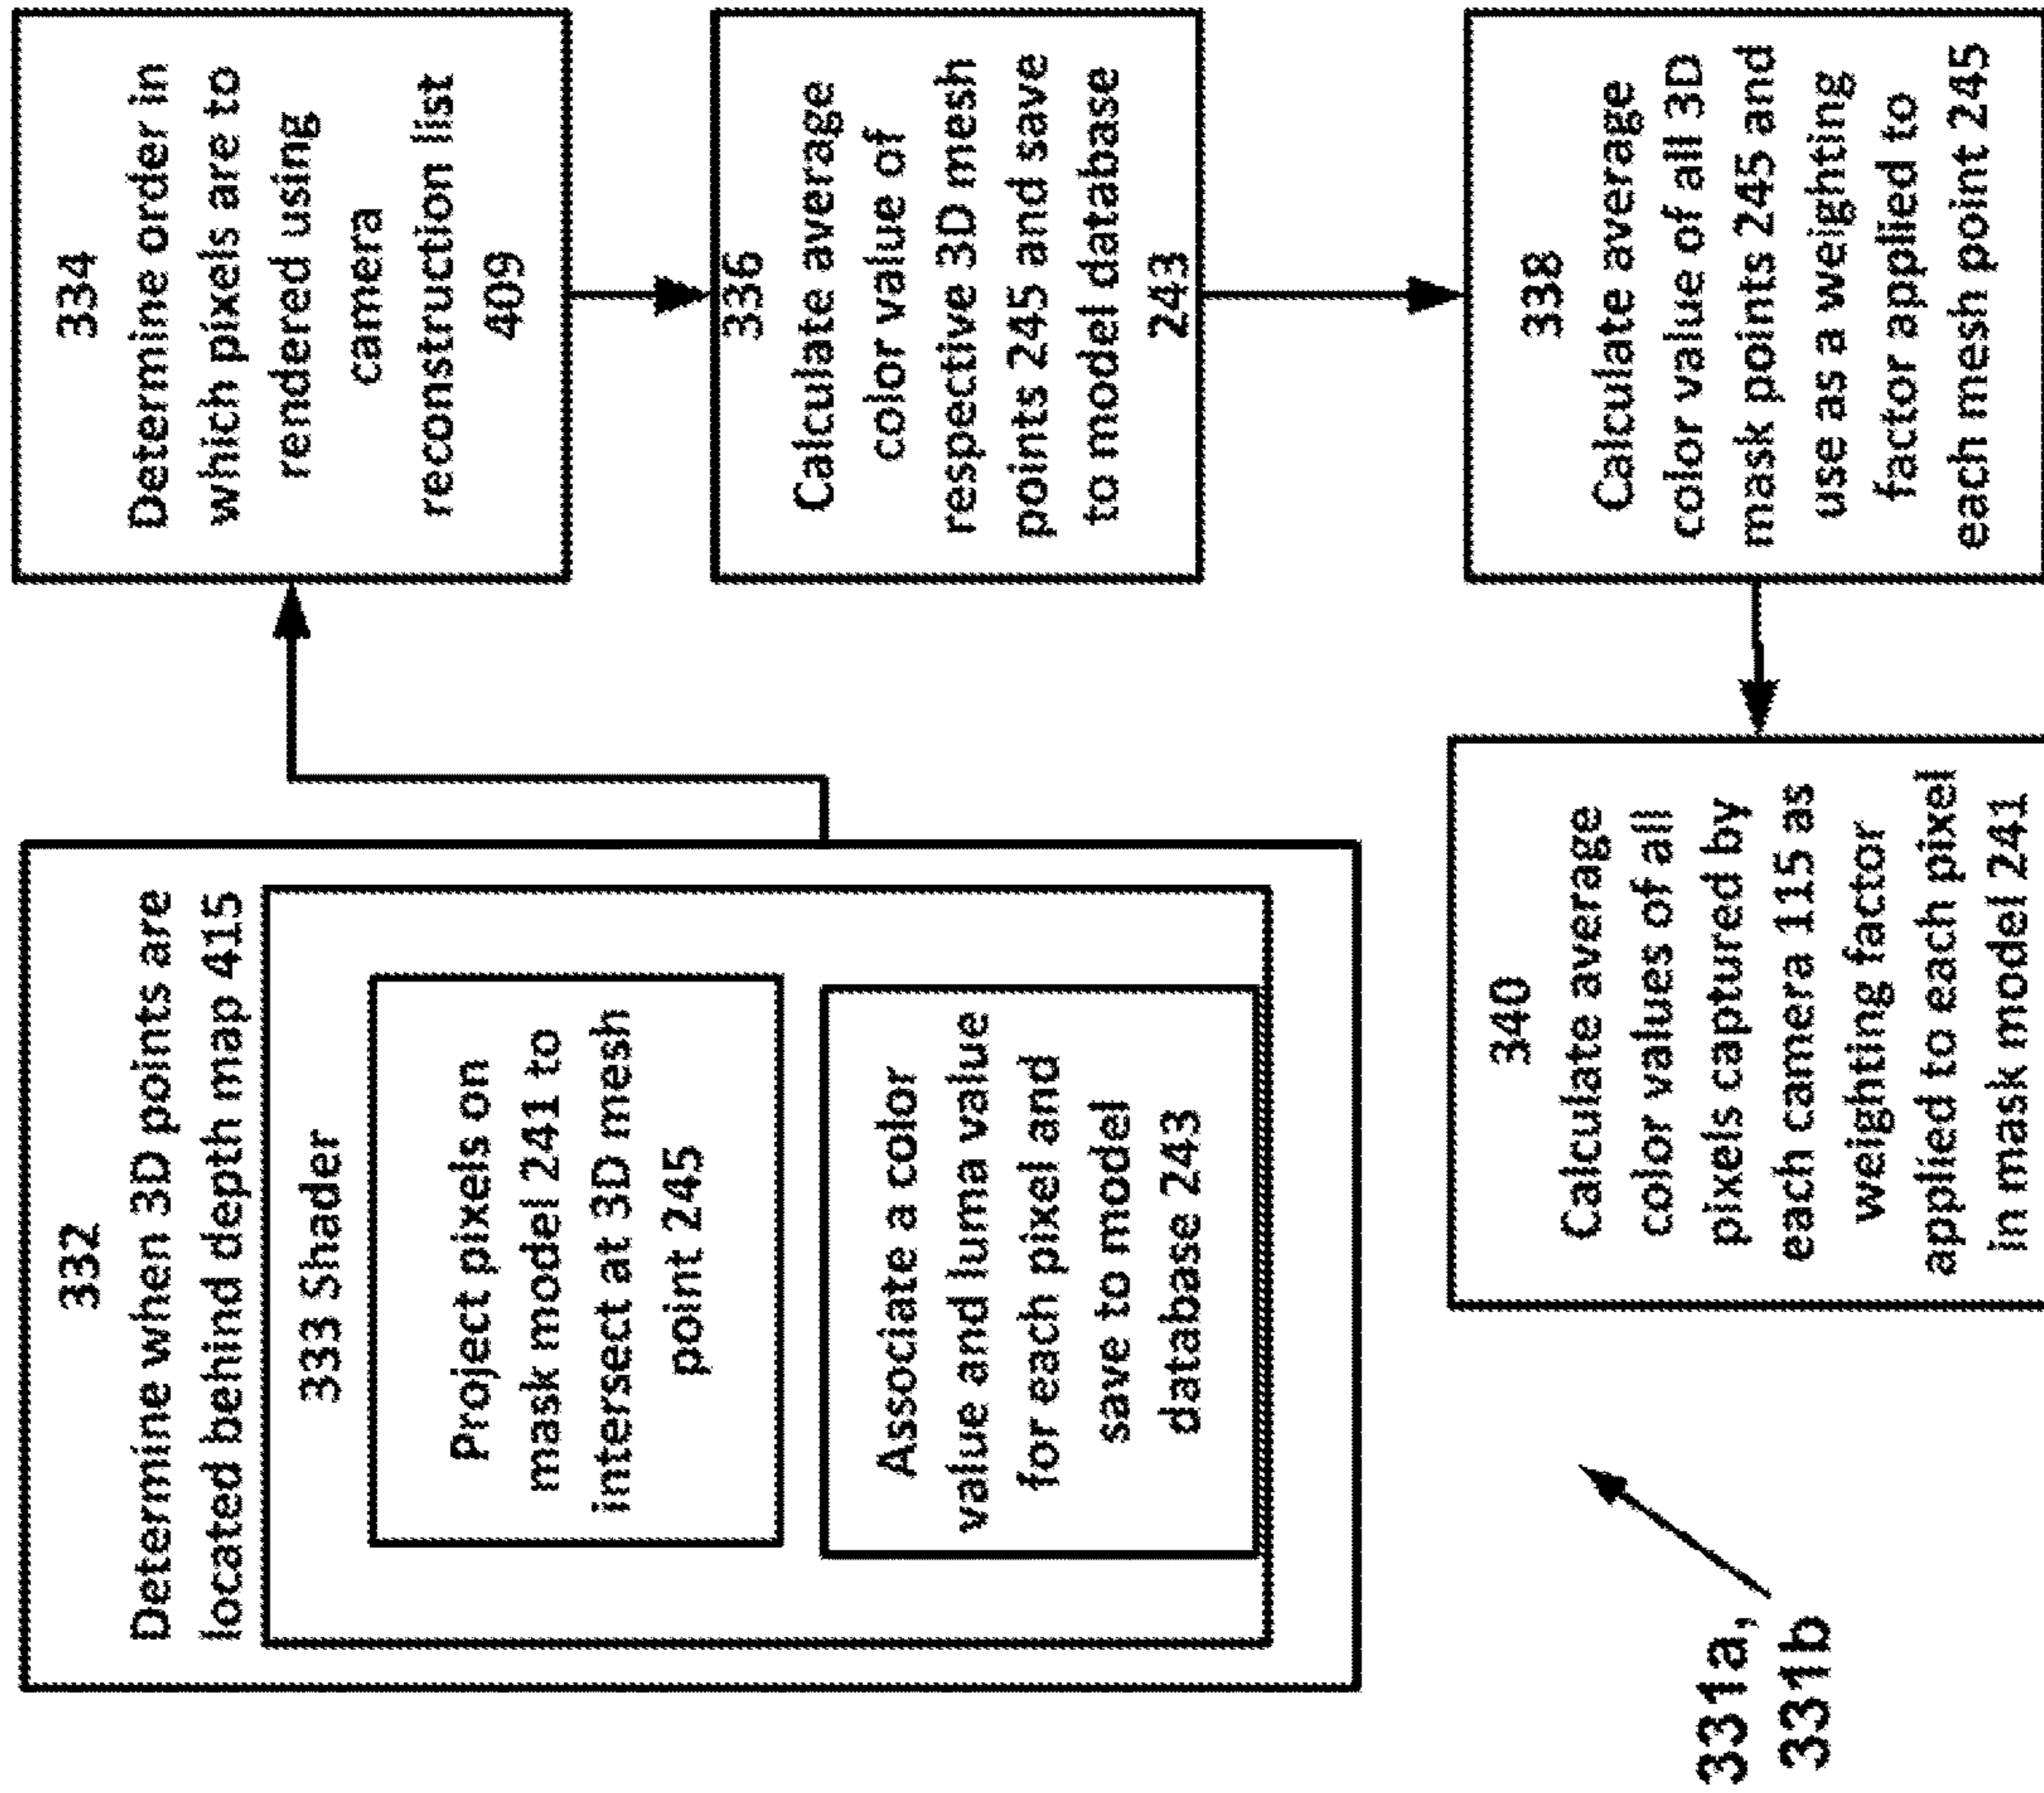 332
Determine when 3D points are
located behind depth map 415
333 Shader
Project pixels on
mask model 241 to
intersect at 3D mesh
point 245
Associate a color
value and luma value
for each pixel and
save to model
database 243
334
Determine order in
which pixels are to
rendered using
camera
reconstruction list
409
336
Calculate average
color value of
respective 3D mesh
points 245 and save
to model database
243
338
Calculate average
color value of all 3D
mask points 245 and
use as a weighting
factor applied to
each mesh point 245
340
Calculate average
color values of all
pixels captured by
each camera 115 as
weighting factor
applied to each pixel
in mask model 241
331a,
331b